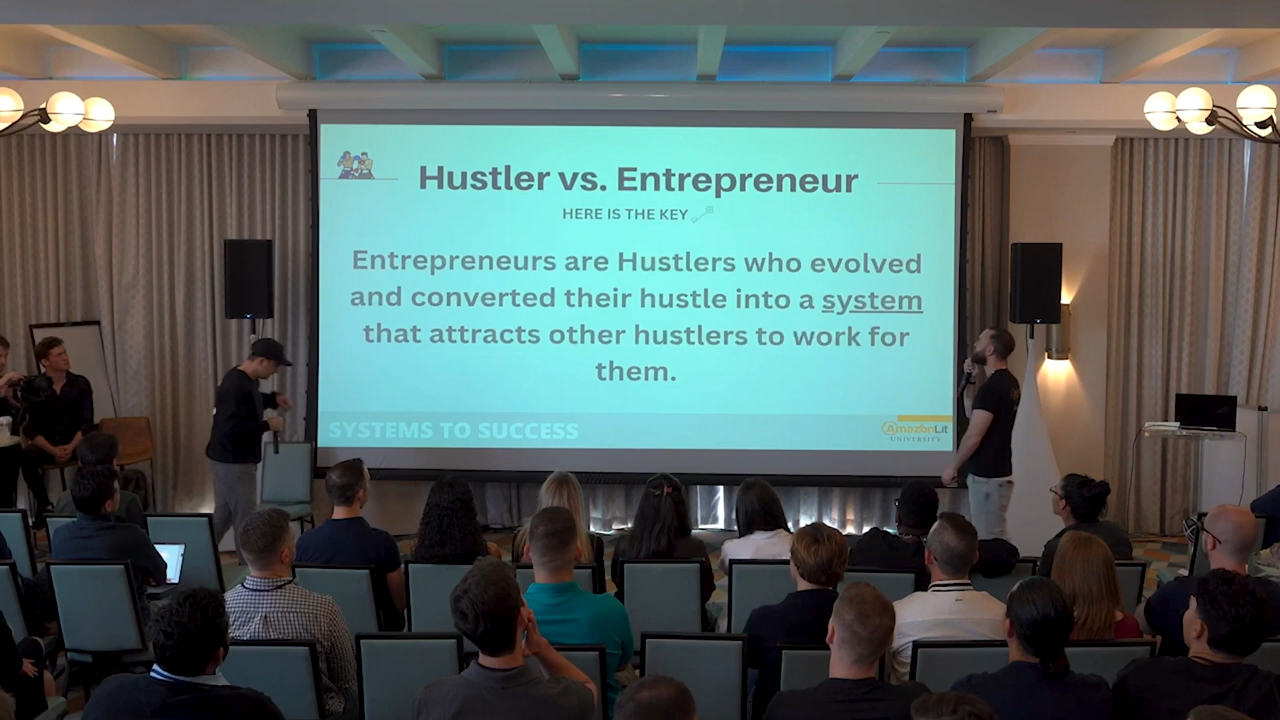 Hustler vs. Entrepreneur
HERE IS THE KEY
Entrepreneurs are Hustlers who evolved
and converted their hustle into a system
that attracts other hustlers to work for
them.
SYSTEMS TO SUCCESS
AmazonLit
UNIVERSITY